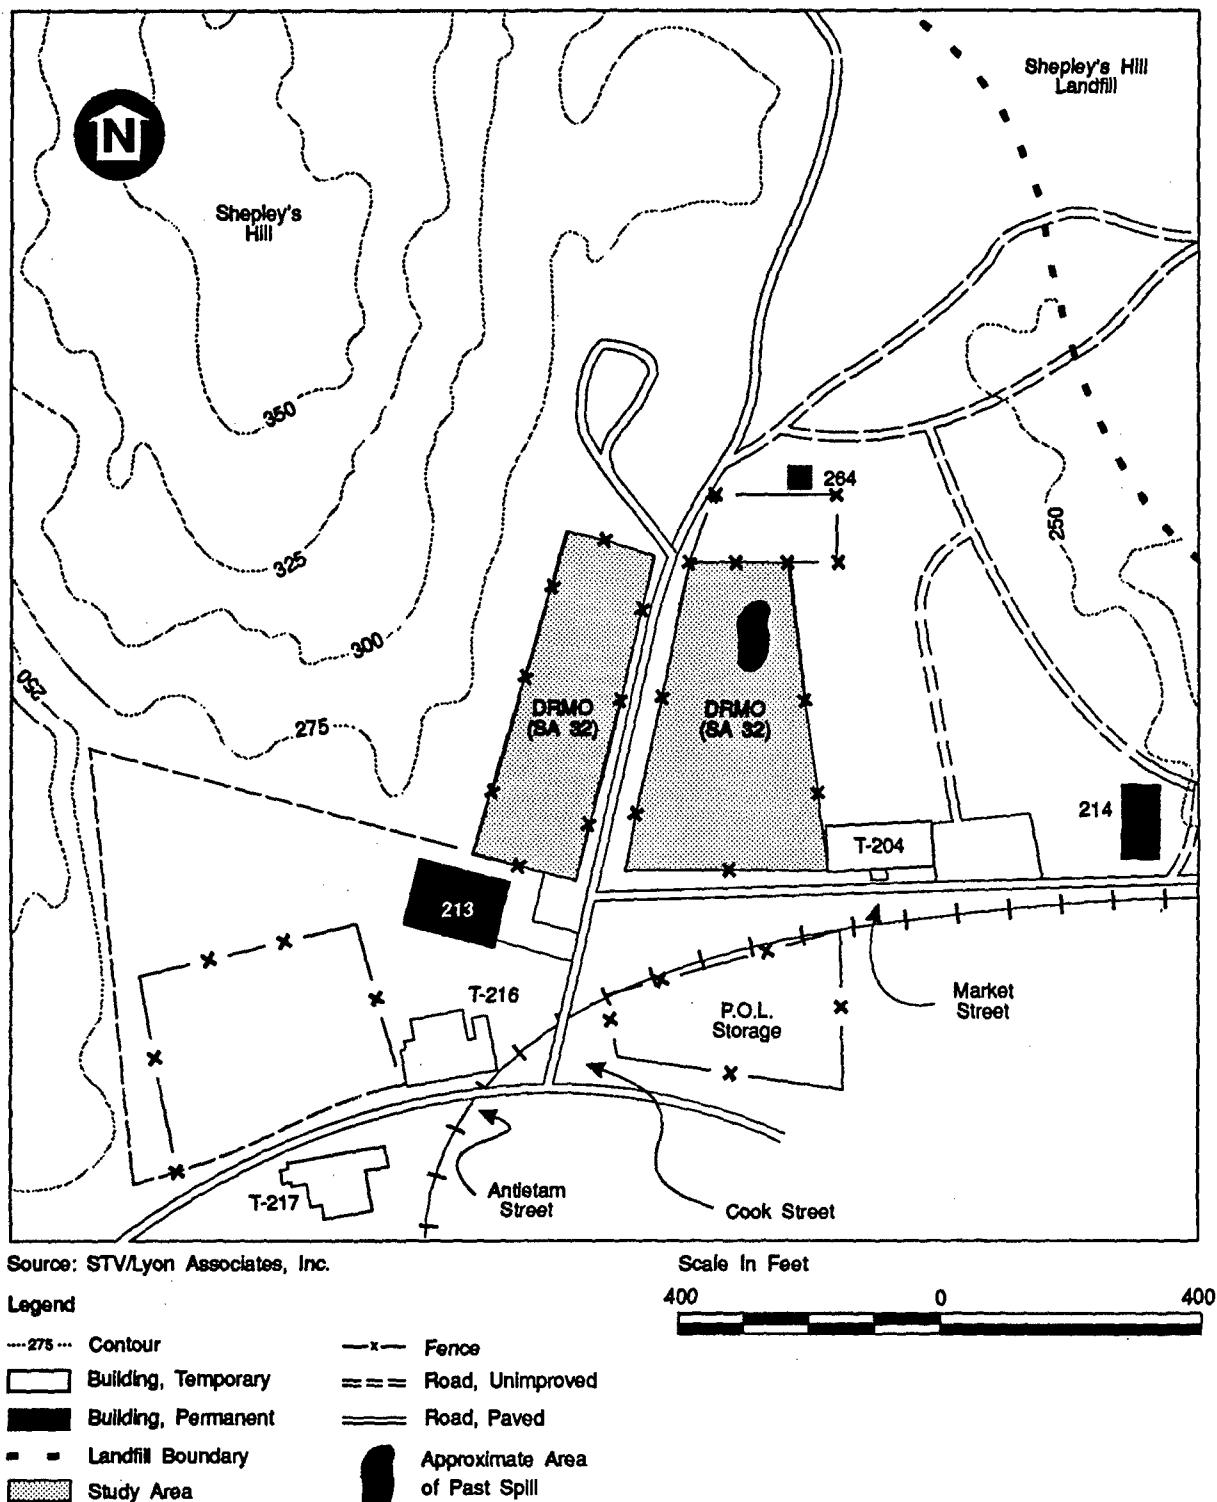 Shepley's Hill
Landfill
N
Shepley's
Hill
350
264
325
250
300
250
275
DRMO
(SA 32)
DRMO
(SA 32)
214
T-204
213
T-216
P.O.L.
Storage
Market
Street
T-217
Antietam
Street
Cook Street
Source: STV/Lyon Associates, Inc.
Scale In Feet
400 0 400
Legend
275 Contour
Building, Temporary
Building, Permanent
Landfill Boundary
Study Area
x Fence
Road, Unimproved
Road, Paved
Approximate Area
of Past Spill